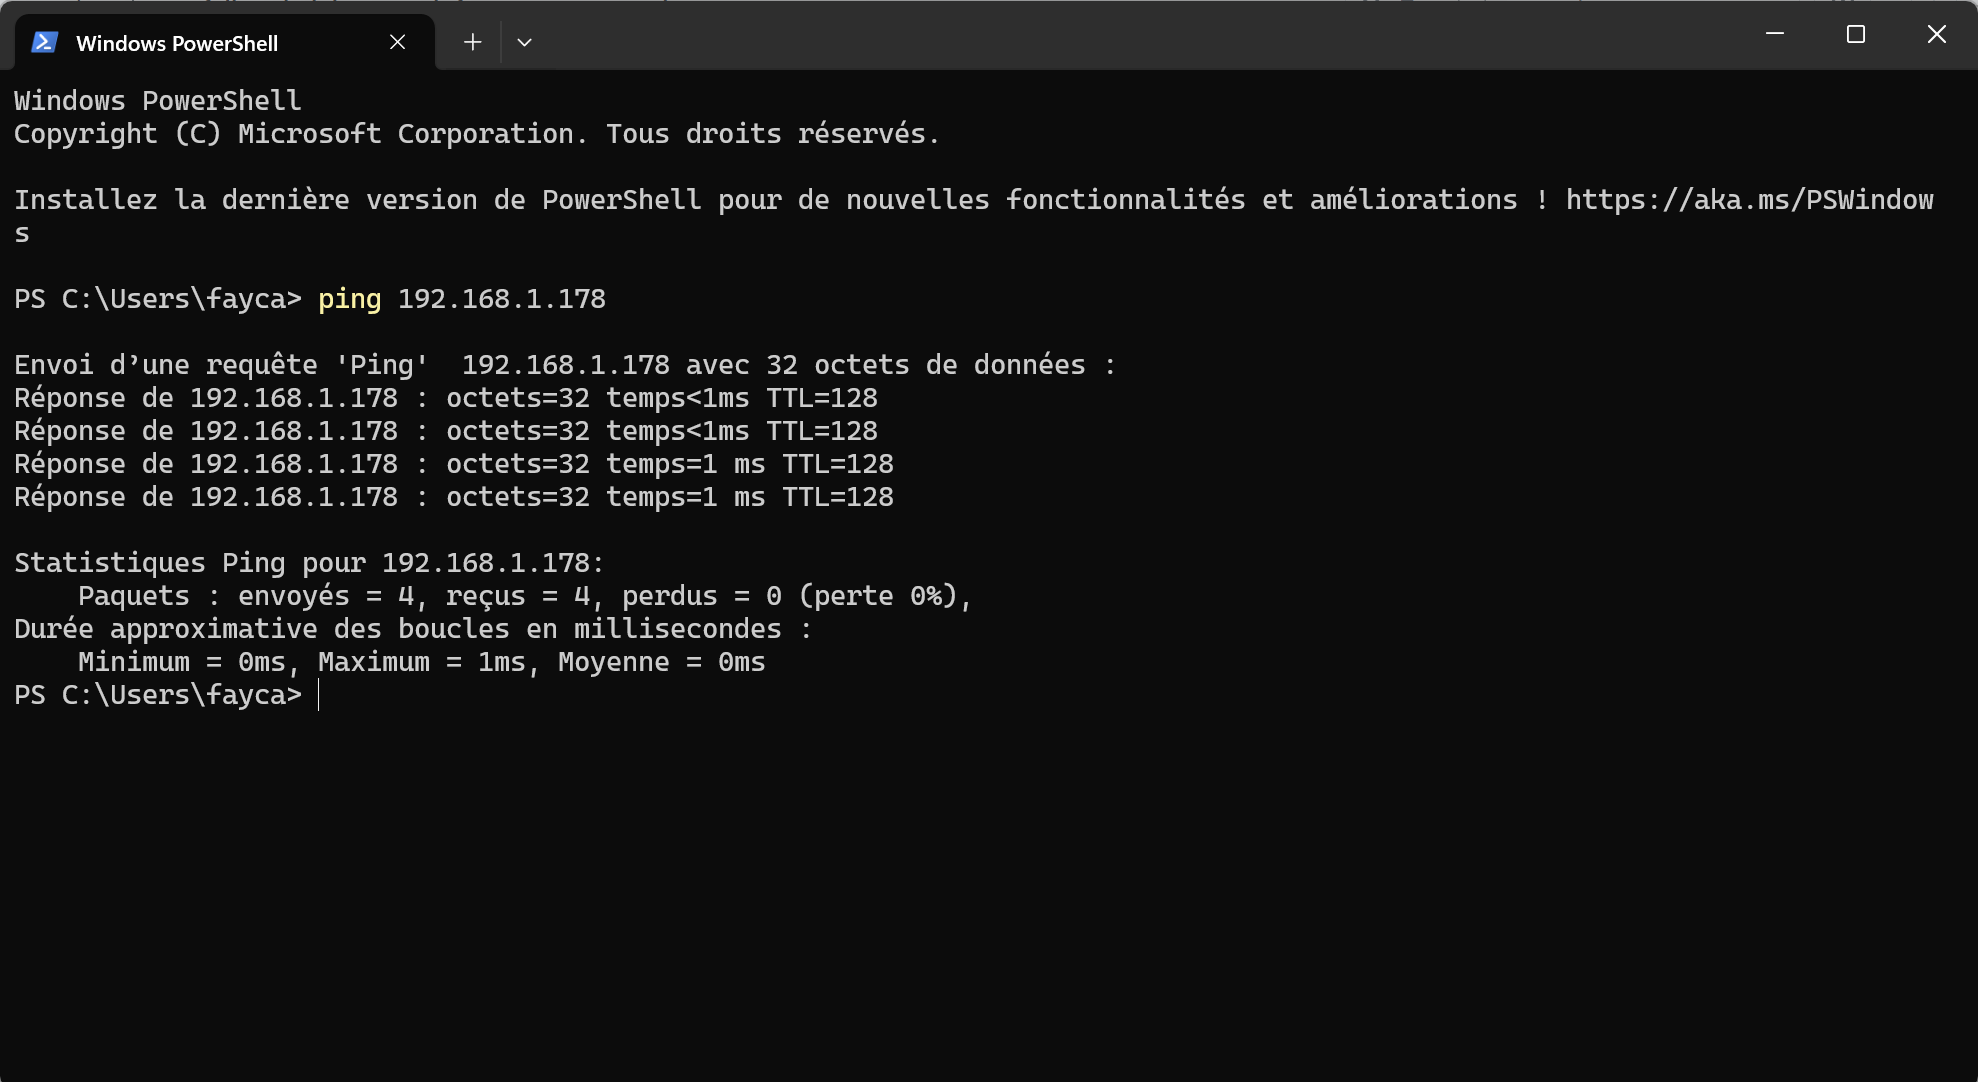 Windows PowerShell
Windows PowerShell
Copyright (C) Microsoft Corporation. Tous droits réservés.
Installez la dernière version de PowerShell pour de nouvelles fonctionnalités et améliorations ! https://aka.ms/PSWindow
s
PS C:\Users\fayca> ping 192.168.1.178
Envoi d’une requête 'Ping'  192.168.1.178 avec 32 octets de données :
Réponse de 192.168.1.178 : octets=32 temps<1ms TTL=128
Réponse de 192.168.1.178 : octets=32 temps<1ms TTL=128
Réponse de 192.168.1.178 : octets=32 temps=1 ms TTL=128
Réponse de 192.168.1.178 : octets=32 temps=1 ms TTL=128
Statistiques Ping pour 192.168.1.178:
    Paquets : envoyés = 4, reçus = 4, perdus = 0 (perte 0%),
Durée approximative des boucles en millisecondes :
    Minimum = 0ms, Maximum = 1ms, Moyenne = 0ms
PS C:\Users\fayca>